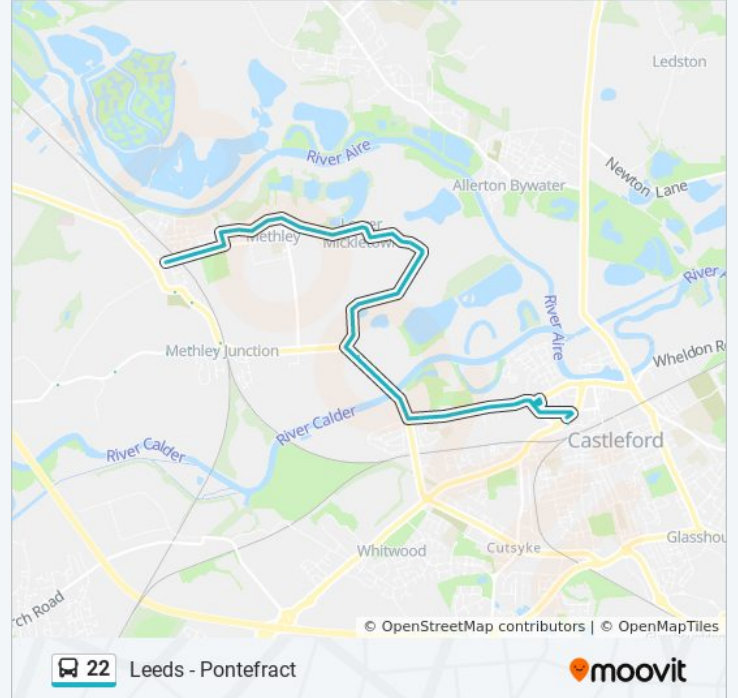 Ledston
River Aire
Newton Lane
Allerton Bywater
Lower
Methley
Mickletown
River A
River Aire
Methley Junction
Wheldon R
River Calder
Castleford
River Calder
Glasshou
Whitwood
Cutsyke
rch Road
© OpenStreetMap contributors | © OpenMapTiles
22 Leeds - Pontefract
moovit